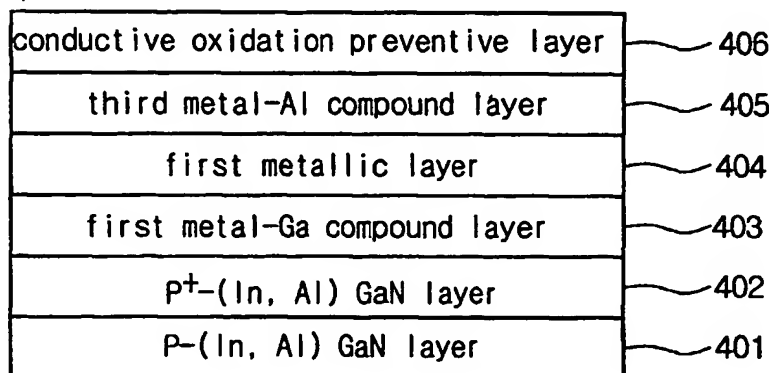 conductive oxidation preventive layer 406
third metal-Al compound layer 405
first metallic layer 404
first metal-Ga compound layer 403
P+-(In, Al) GaN layer 402
P-(In, Al) GaN layer 401